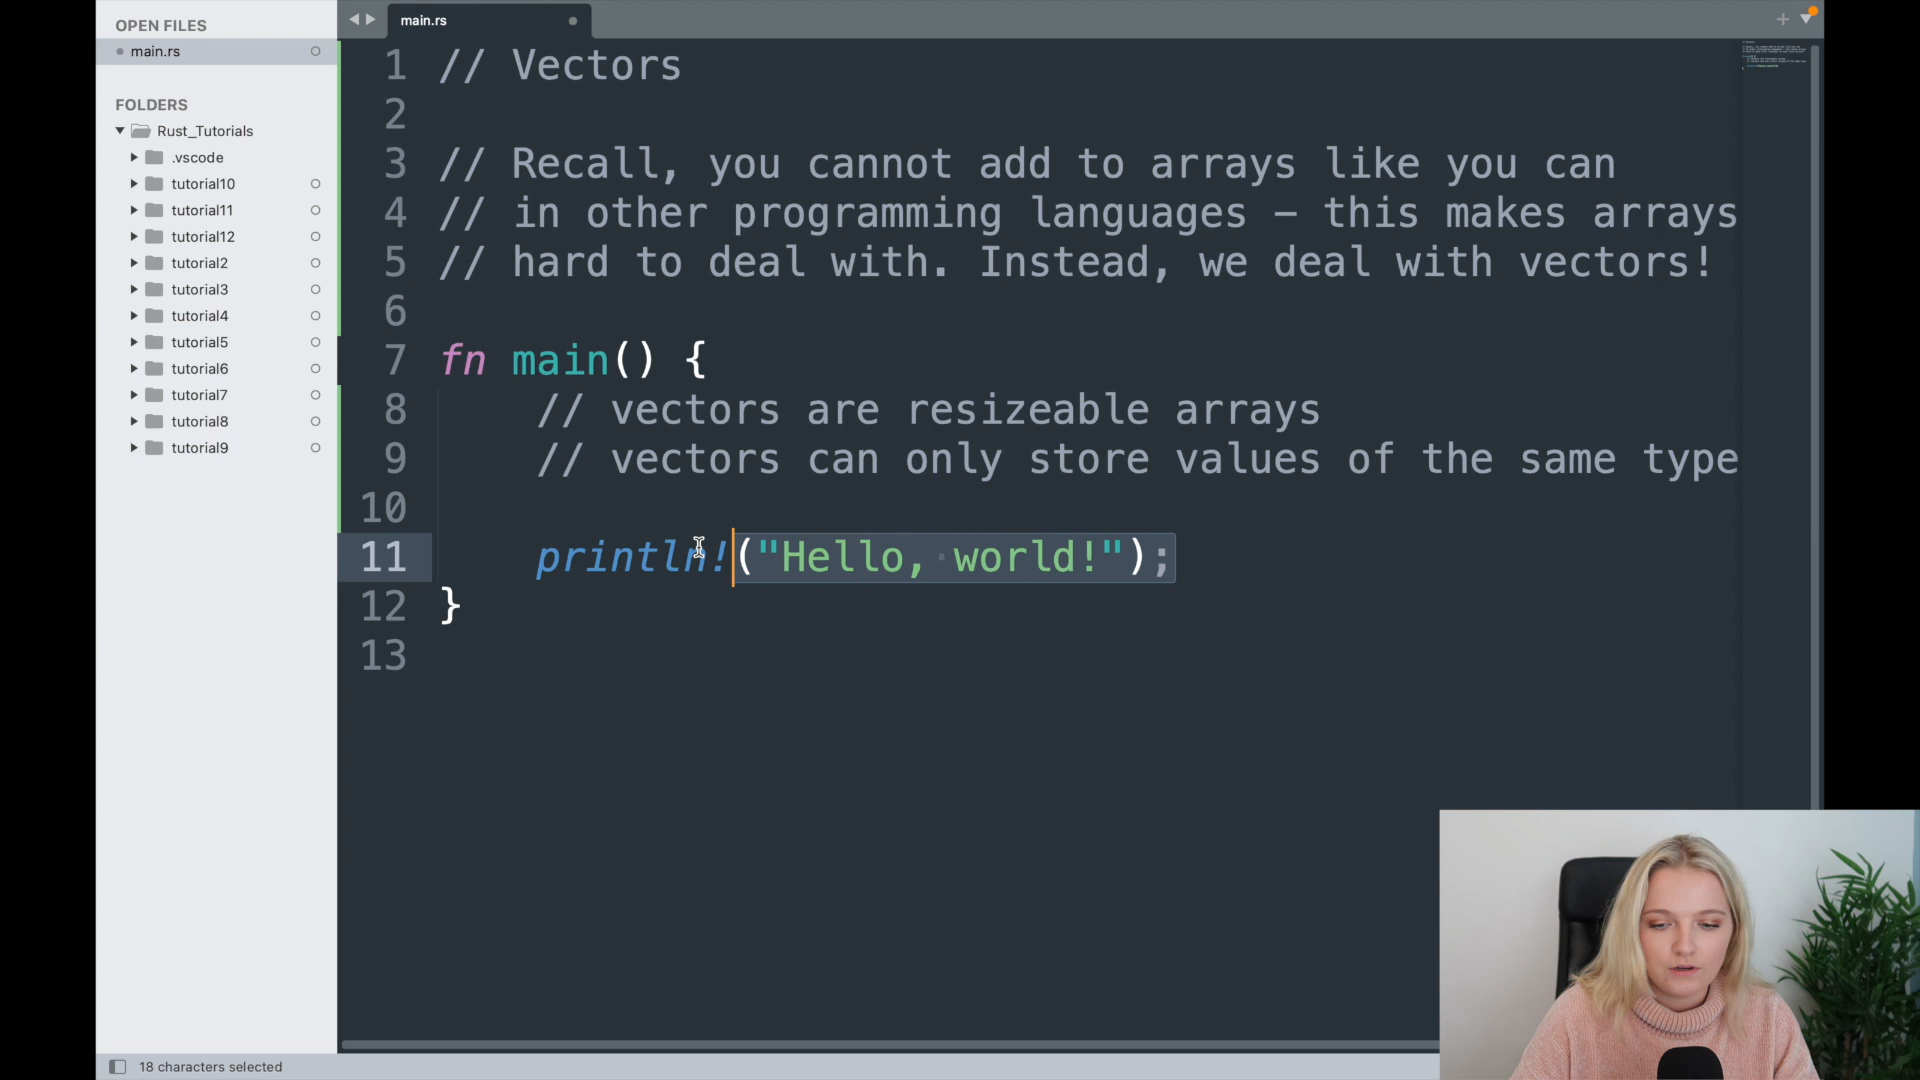 OPEN FILES
main.rs
FOLDERS
Rust_Tutorials
.vscode
tutorial10
tutorial11
tutorial12
tutorial2
tutorial3
tutorial4
tutorial5
tutorial6
tutorial7
tutorial8
tutorial9
main.rs
1 // Vectors
2
3 // Recall, you cannot add to arrays like you can
4 // in other programming languages – this makes arrays
5 // hard to deal with. Instead, we deal with vectors!
6
7 fn main() {
8 // vectors are resizeable arrays
9 // vectors can only store values of the same type
10
11 println!("Hello, world!");
12 }
13
18 characters selected